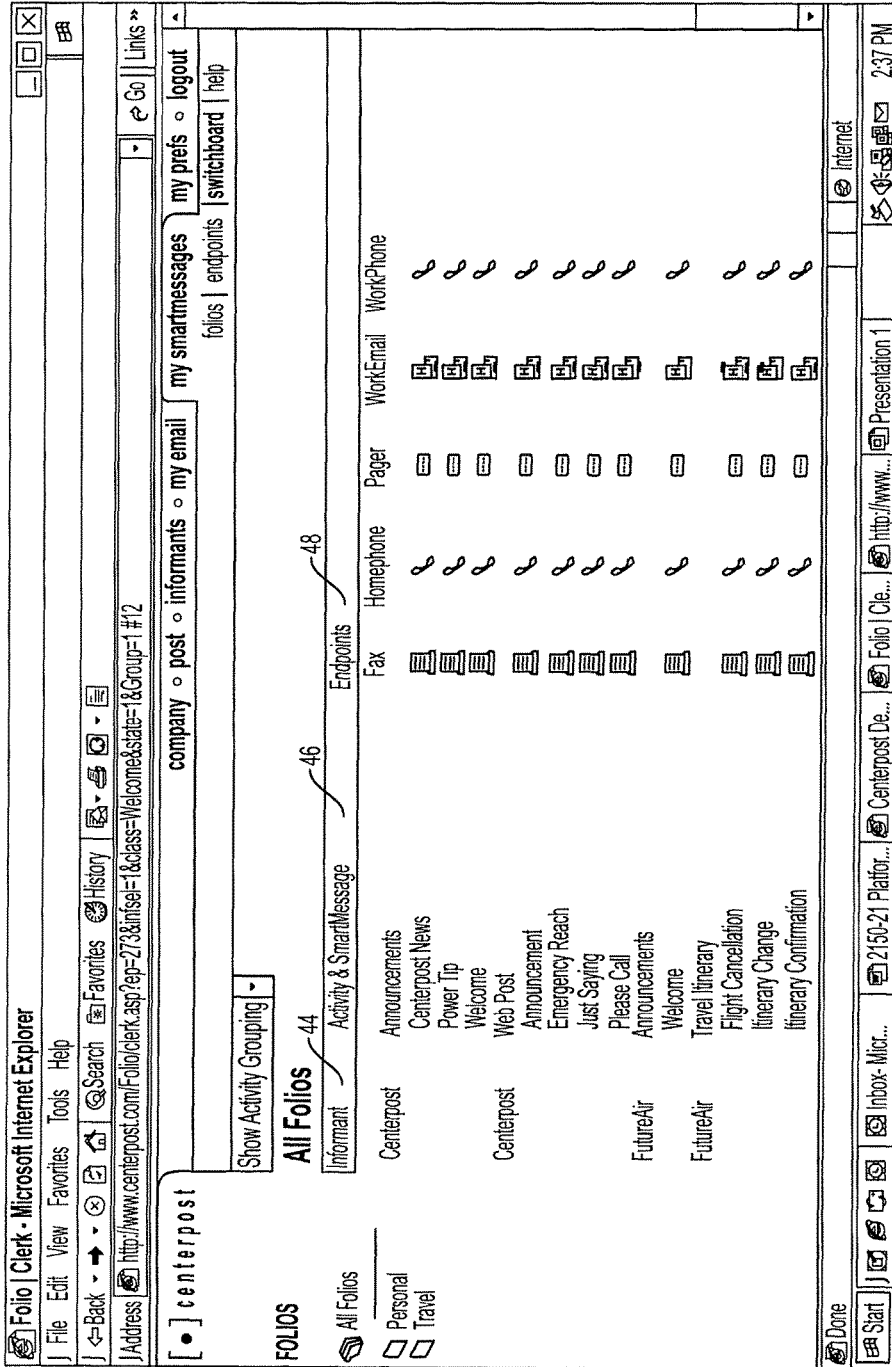 Folio | Clerk - Microsoft Internet Explorer
File Edit View Favorites Tools Help
Back Search Favorites History
Address http://www.centerpost.com/Folio/clerk.asp?ep=273&infsel=1&class=Welcome&state=1&Group=1 #12 Go Links »
[ • ] centerpost
company o post o informants o my email my smartmessages my prefs o logout
folios | endpoints | switchboard | help
Show Activity Grouping
FOLIOS
All Folios
Personal
Travel
All Folios
44
46
48
Informant Activity & SmartMessage Endpoints
Fax Homephone Pager WorkEmail WorkPhone
Centerpost Announcements
Centerpost News
Power Tip
Welcome
Centerpost Web Post
Announcement
Emergency Reach
Just Saying
Please Call
FutureAir Announcements
Welcome
FutureAir Travel Itinerary
Flight Cancellation
Itinerary Change
Itinerary Confirmation
Done Internet
Start Inbox- Micr... 2150-21 Platfor... Centerpost De... Folio | Cle... http://www... Presentation 1 2:37 PM